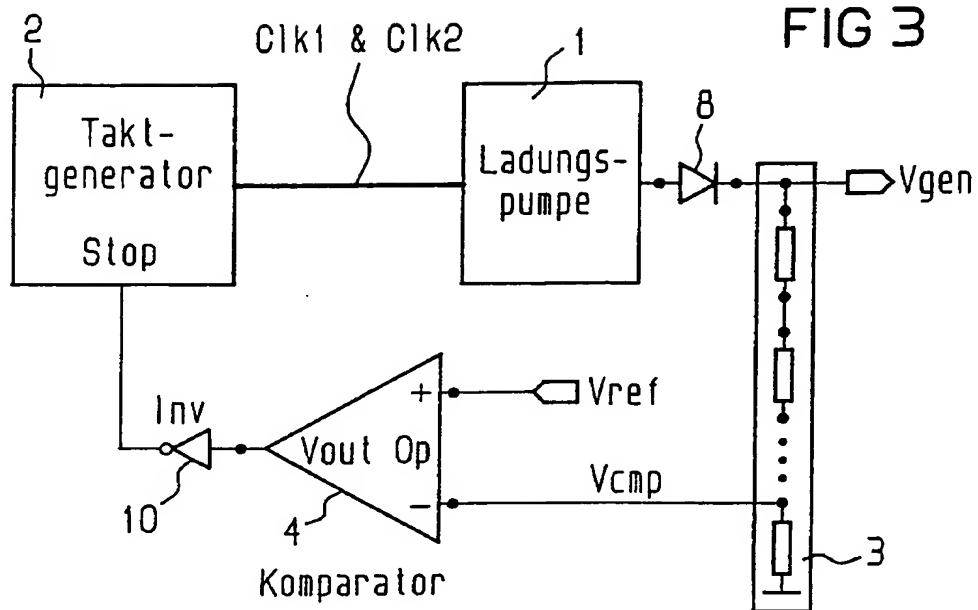 FIG 3
2
Clk1 & Clk2
1
8
Takt-
generator
Stop
Ladungs-
pumpe
Vgen
+
Vref
Inv
Vout Op
Vcmp
-
10
4
3
Komparator